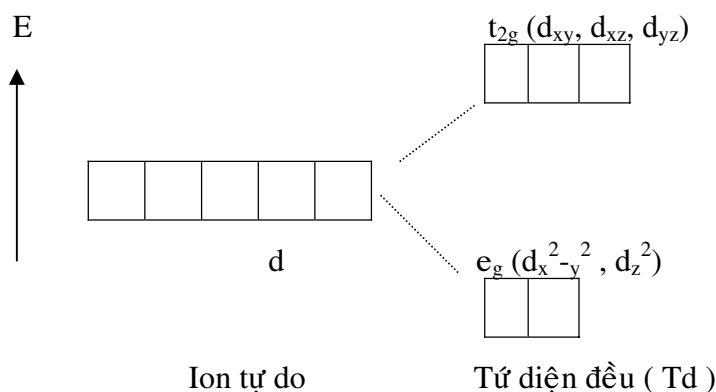 E
t₂g (dxy, dxz, dyz)
d
eg (dx²-y² , dz²)
Ion tự do
Tứ diện đều ( Td )